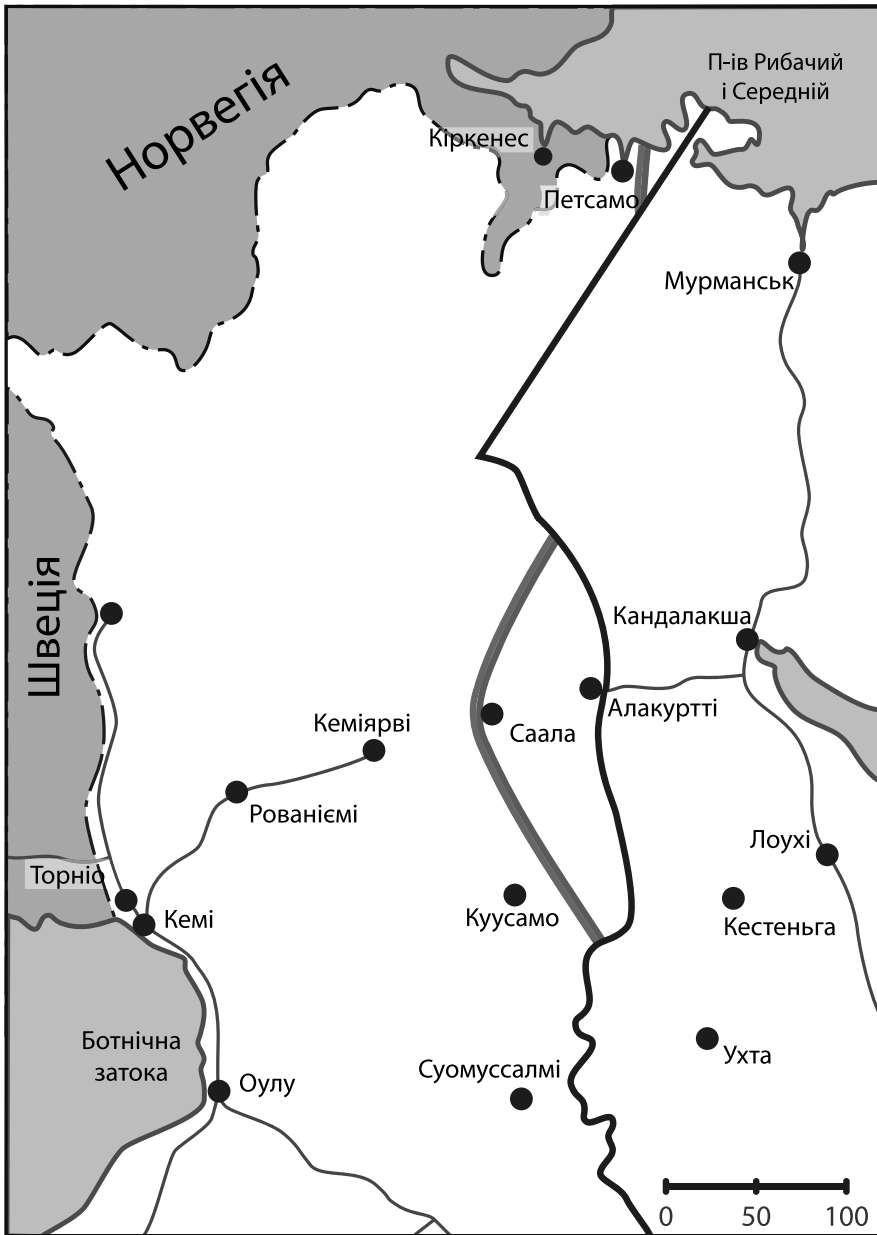 Норвегія
П-ів Рибачий
і Середній
Кіркенес
Петсамо
Мурманськ
Швеція
Кандалакша
Алакуртті
Саала
Кеміярві
Рованіємі
Лоухі
Торніо
Кемі
Куусамо
Кестеньга
Ботнічна
затока
Оулу
Суомуссалмі
Ухта
0 50 100